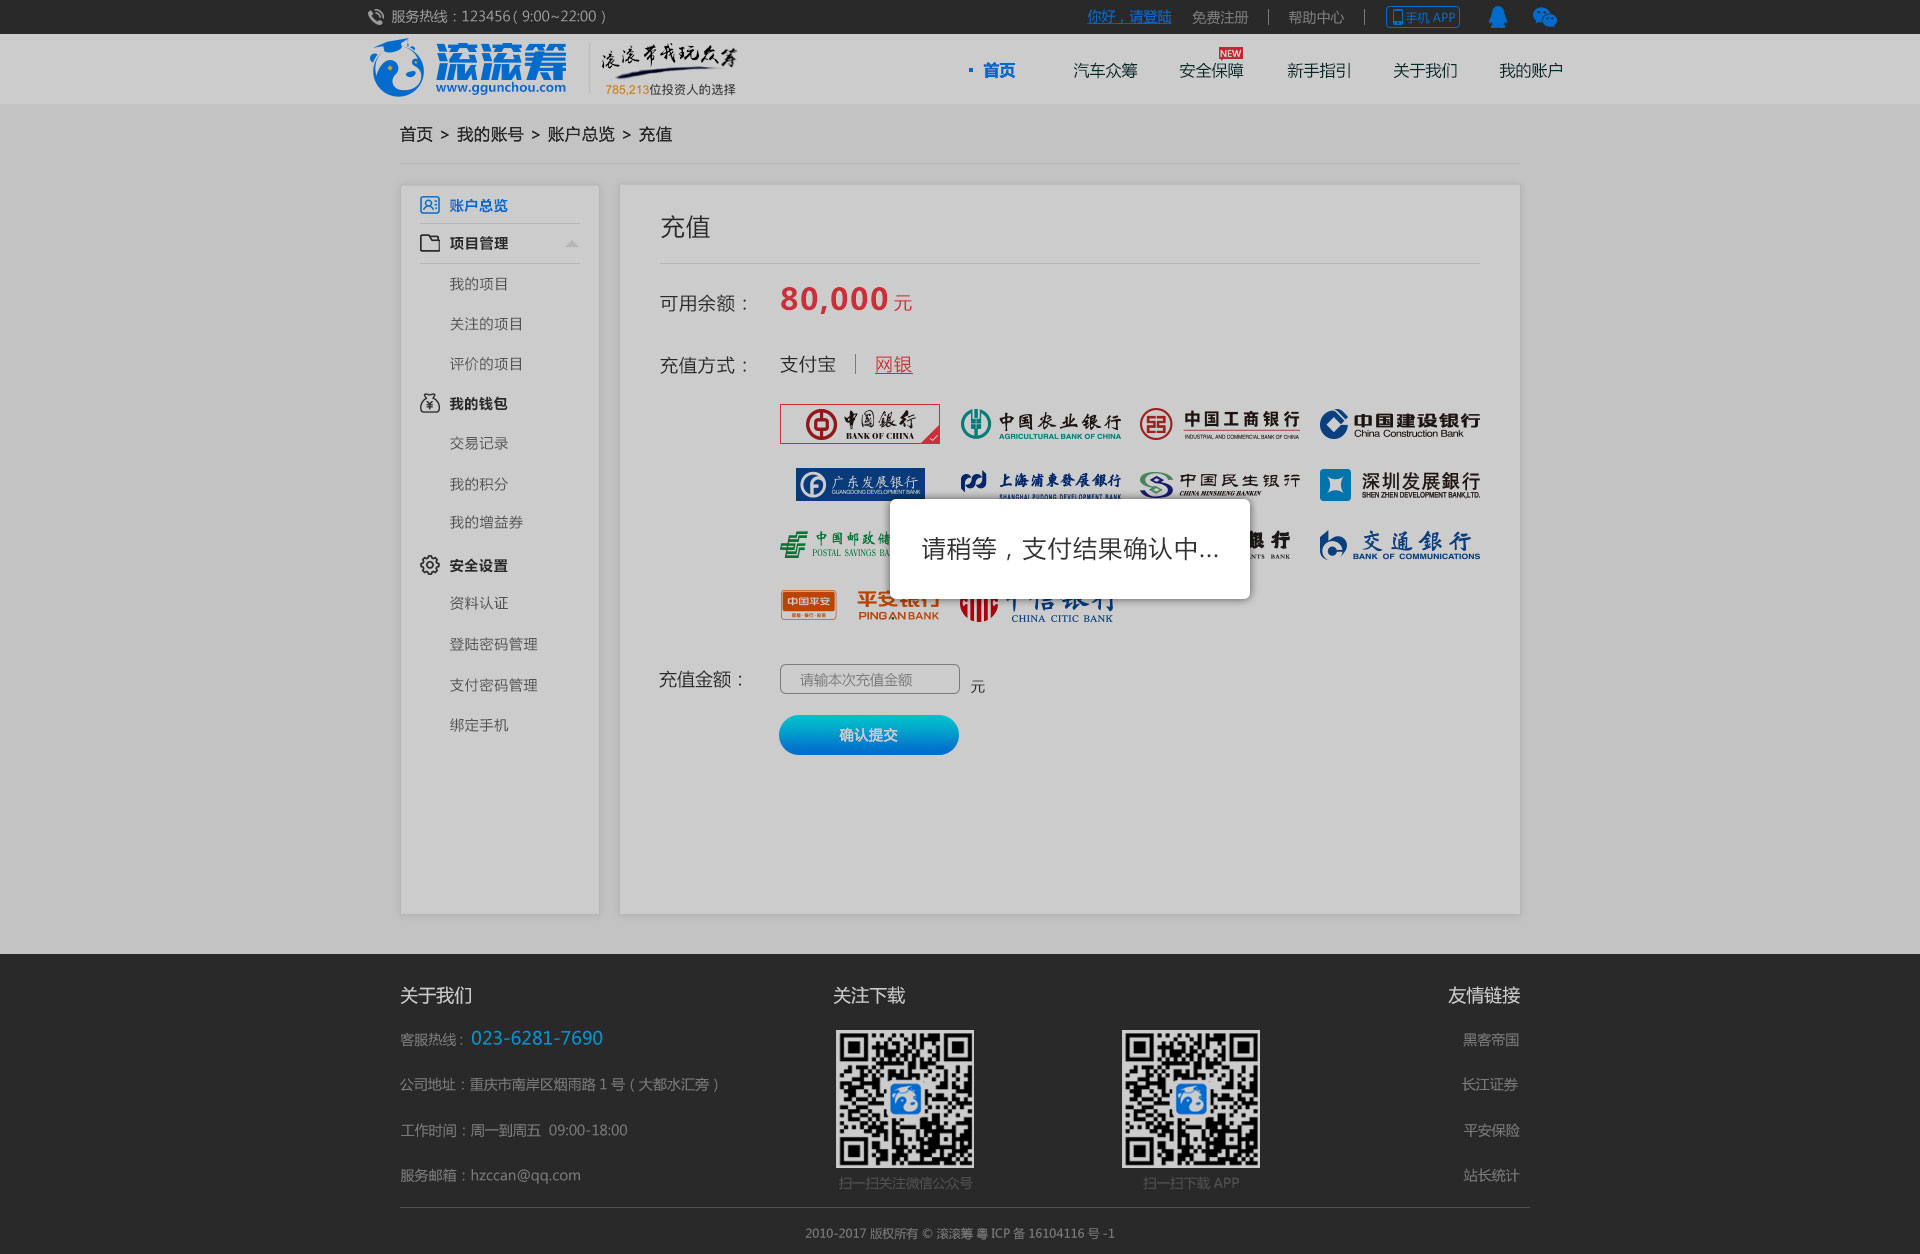 服务热线：123456（9:00~22:00）
你好，请登陆 免费注册 帮助中心 手机 APP
滚滚筹
www.ggunchou.com
滚滚带我玩众筹
785,213位投资人的选择
首页 汽车众筹 安全保障 NEW 新手指引 关于我们 我的账户
首页 > 我的账号 > 账户总览 > 充值
账户总览
项目管理
我的项目
关注的项目
评价的项目
我的钱包
交易记录
我的积分
我的增益券
安全设置
资料认证
登陆密码管理
支付密码管理
绑定手机
充值
可用余额： 80,000 元
充值方式： 支付宝 网银
中国银行 BANK OF CHINA
中国农业银行 AGRICULTURAL BANK OF CHINA
中国工商银行 INDUSTRIAL AND COMMERCIAL BANK OF CHINA
中国建设银行 China Construction Bank
广东发展银行 GUANGDONG DEVELOPMENT BANK
上海浦東發展銀行 SHANGHAI PUDONG DEVELOPMENT BANK
中国民生银行 CHINA MINSHENG BANKIN
深圳发展銀行 SHEN ZHEN DEVELOPMENT BANK,LTD.
中国邮政储 POSTAL SAVINGS BA
銀行 NTS BANK
交通銀行 BANK OF COMMUNICATIONS
请稍等，支付结果确认中...
中国平安 平安银行 PING AN BANK
中信银行 CHINA CITIC BANK
充值金额： 请输本次充值金额 元
确认提交
关于我们
客服热线：023-6281-7690
公司地址：重庆市南岸区烟雨路 1 号（大都水汇旁）
工作时间：周一到周五 09:00-18:00
服务邮箱：hzccan@qq.com
关注下载
扫一扫关注微信公众号
扫一扫下载 APP
友情链接
黑客帝国
长江证券
平安保险
站长统计
2010-2017 版权所有 © 滚滚筹 粤 ICP 备 16104116 号 -1